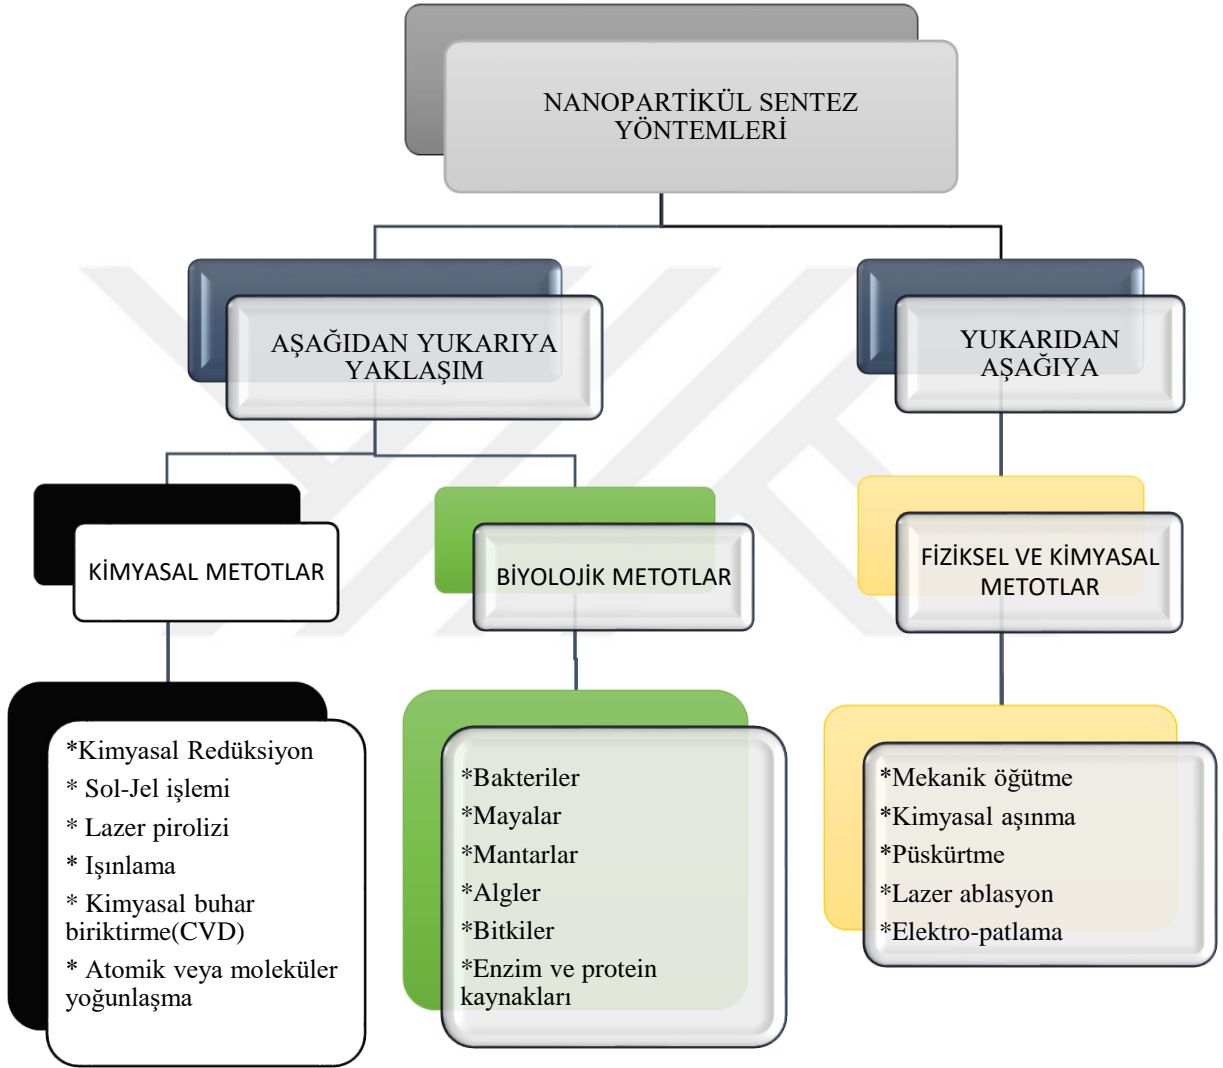 NANOPARTİKÜL SENTEZ
YÖNTEMLERİ
AŞAĞIDAN YUKARIYA
YAKLAŞIM
YUKARIDAN
AŞAĞIYA
KİMYASAL METOTLAR
BİYOLOJİK METOTLAR
FİZİKSEL VE KİMYASAL
METOTLAR
*Kimyasal Redüksiyon
* Sol-Jel işlemi
* Lazer pirolizi
* Işınlama
* Kimyasal buhar
biriktirme(CVD)
* Atomik veya moleküler
yoğunlaşma
*Bakteriler
*Mayalar
*Mantarlar
*Algler
*Bitkiler
*Enzim ve protein
kaynakları
*Mekanik öğütme
*Kimyasal aşınma
*Püskürtme
*Lazer ablasyon
*Elektro-patlama